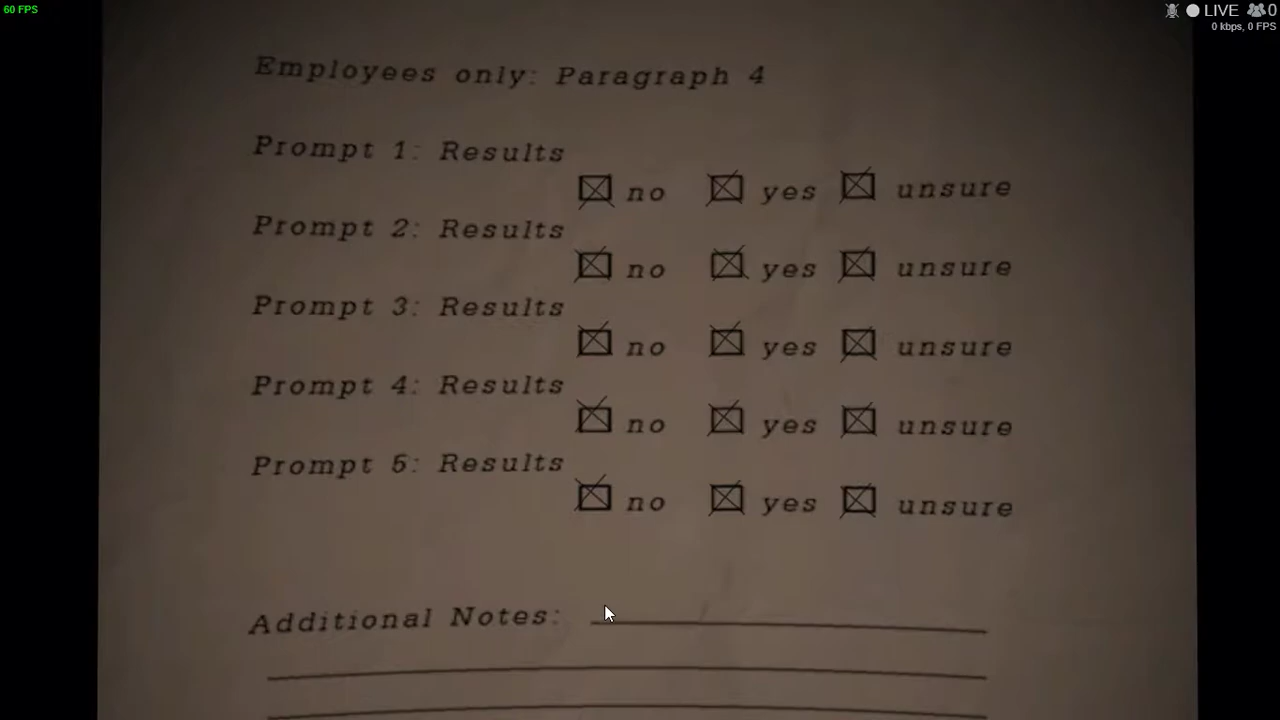 60 FPS
LIVE 0
0 kbps, 0 FPS
Employees only: Paragraph 4
Prompt 1: Results
no yes unsure
Prompt 2: Results
no yes unsure
Prompt 3: Results
no yes unsure
Prompt 4: Results
no yes unsure
Prompt 5: Results
no yes unsure
Additional Notes: